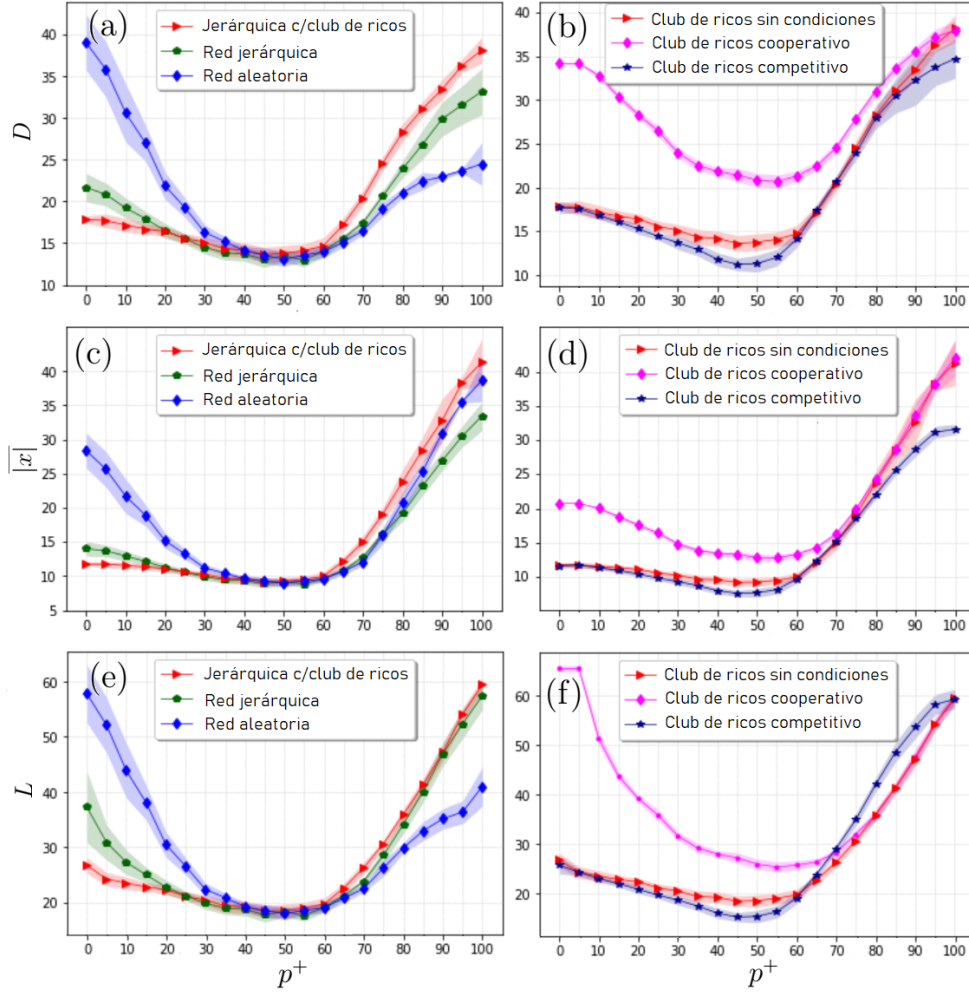 (a)
Jerárquica c/club de ricos
Red jerárquica
Red aleatoria
D
40
35
30
25
20
15
10
0 10 20 30 40 50 60 70 80 90 100
(b)
Club de ricos sin condiciones
Club de ricos cooperativo
Club de ricos competitivo
35
30
25
20
15
10
0 10 20 30 40 50 60 70 80 90 100
(c)
Jerárquica c/club de ricos
Red jerárquica
Red aleatoria
|x|
40
35
30
25
20
15
10
5
0 10 20 30 40 50 60 70 80 90 100
(d)
Club de ricos sin condiciones
Club de ricos cooperativo
Club de ricos competitivo
40
30
20
10
0 10 20 30 40 50 60 70 80 90 100
(e)
Jerárquica c/club de ricos
Red jerárquica
Red aleatoria
L
60
50
40
30
20
0 10 20 30 40 50 60 70 80 90 100
p⁺
(f)
Club de ricos sin condiciones
Club de ricos cooperativo
Club de ricos competitivo
60
50
40
30
20
0 10 20 30 40 50 60 70 80 90 100
p⁺